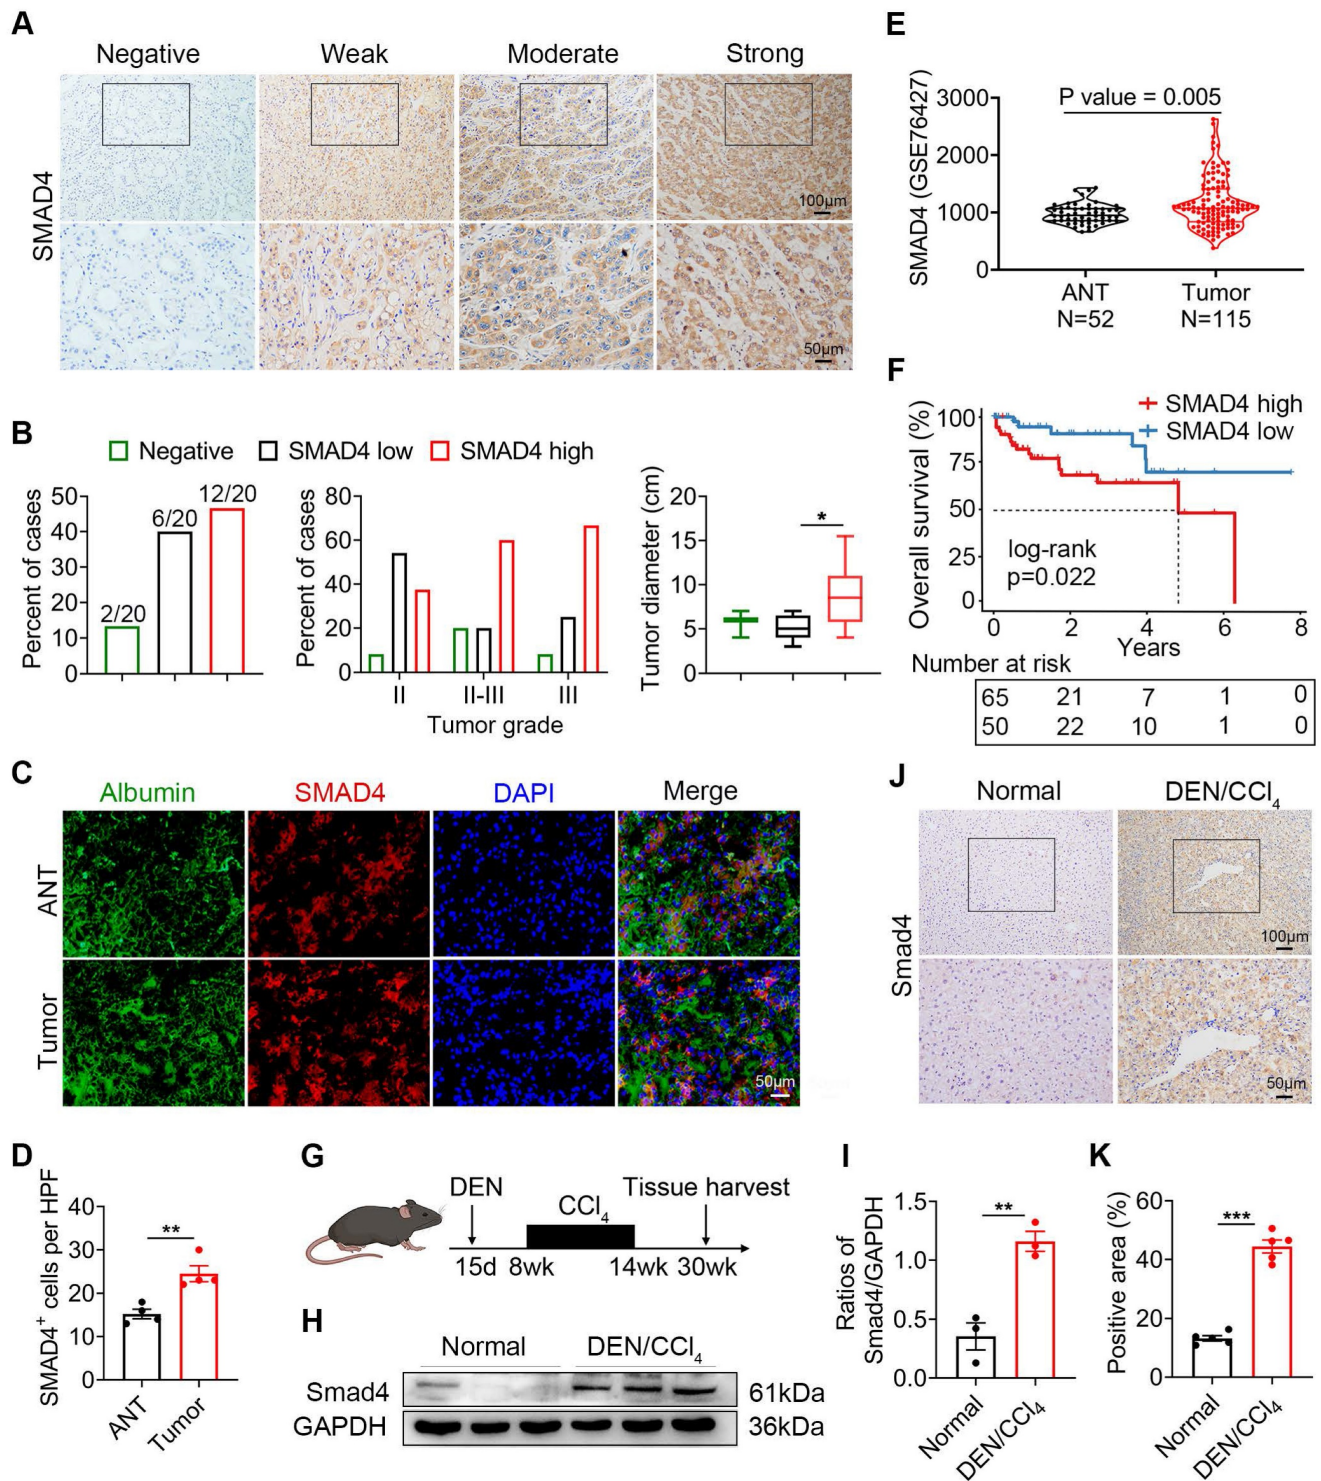 A
Negative Weak Moderate Strong
SMAD4
100μm
50μm
B
Negative SMAD4 low SMAD4 high
Percent of cases
50
40
30
20
10
0
2/20
6/20
12/20
Percent of cases
80
60
40
20
0
II II-III III
Tumor grade
Tumor diameter (cm)
20
15
10
5
0
*
C
Albumin SMAD4 DAPI Merge
ANT
Tumor
50μm
D
SMAD4+ cells per HPF
40
30
20
10
0
**
ANT Tumor
E
SMAD4 (GSE76427)
3000
2000
1000
0
P value = 0.005
ANT Tumor
N=52 N=115
F
Overall survival (%)
100
75
50
25
0
SMAD4 high
SMAD4 low
log-rank
p=0.022
0 2 4 6 8
Years
Number at risk
65 21 7 1 0
50 22 10 1 0
G
DEN CCl4 Tissue harvest
15d 8wk 14wk 30wk
H
Normal DEN/CCl4
Smad4 61kDa
GAPDH 36kDa
I
Ratios of
Smad4/GAPDH
1.5
1.0
0.5
0.0
**
Normal DEN/CCl4
J
Normal DEN/CCl4
Smad4
100μm
50μm
K
Positive area (%)
60
40
20
0
***
Normal DEN/CCl4